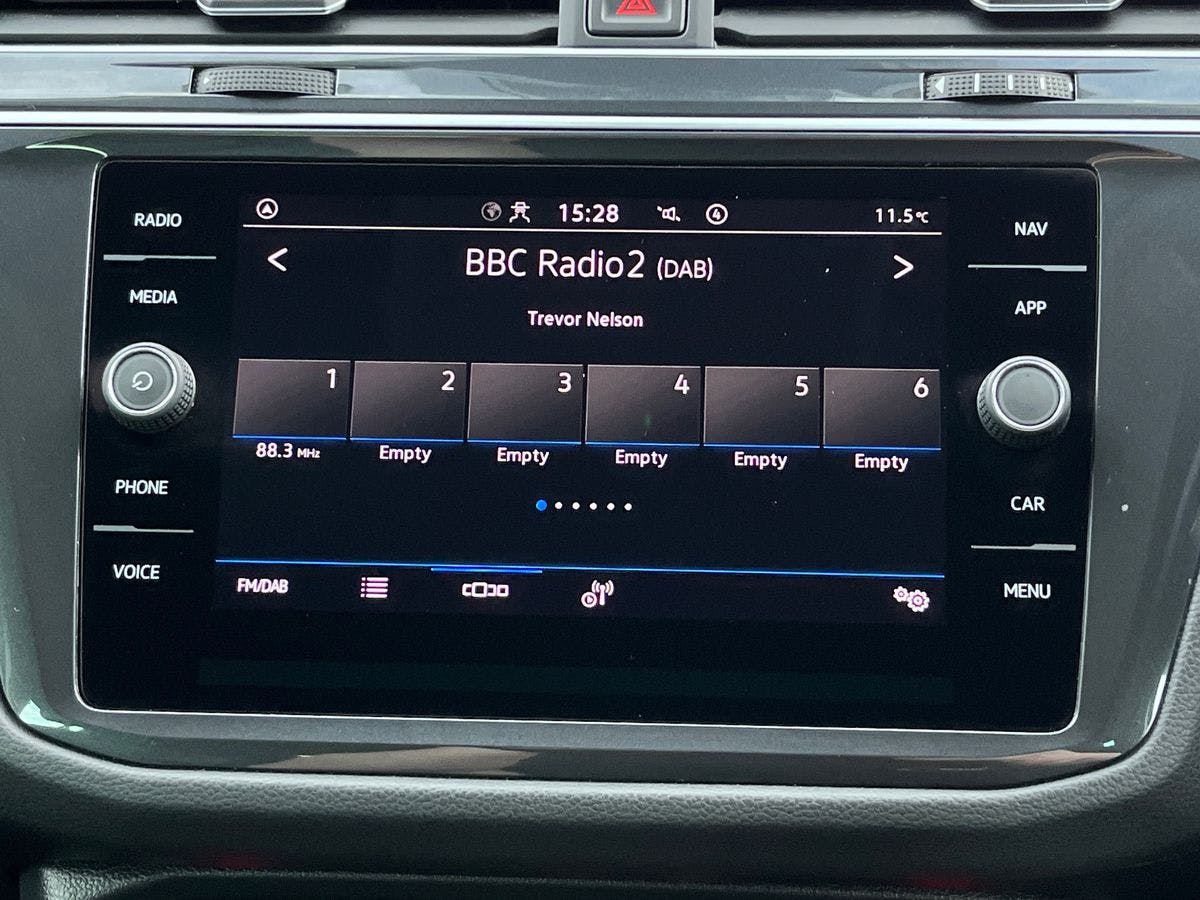 RADIO
MEDIA
PHONE
VOICE
15:28
4
11.5°C
< BBC Radio2 (DAB) >
Trevor Nelson
1 2 3 4 5 6
88.3 MHz Empty Empty Empty Empty Empty
FM/DAB
NAV
APP
CAR
MENU